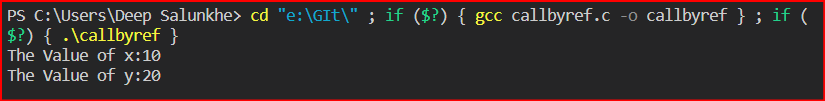 PS C:\Users\Deep Salunkhe> cd "e:\GIt\" ; if ($?) { gcc callbyref.c -o callbyref } ; if (
$?) { .\callbyref }
The Value of x:10
The Value of y:20